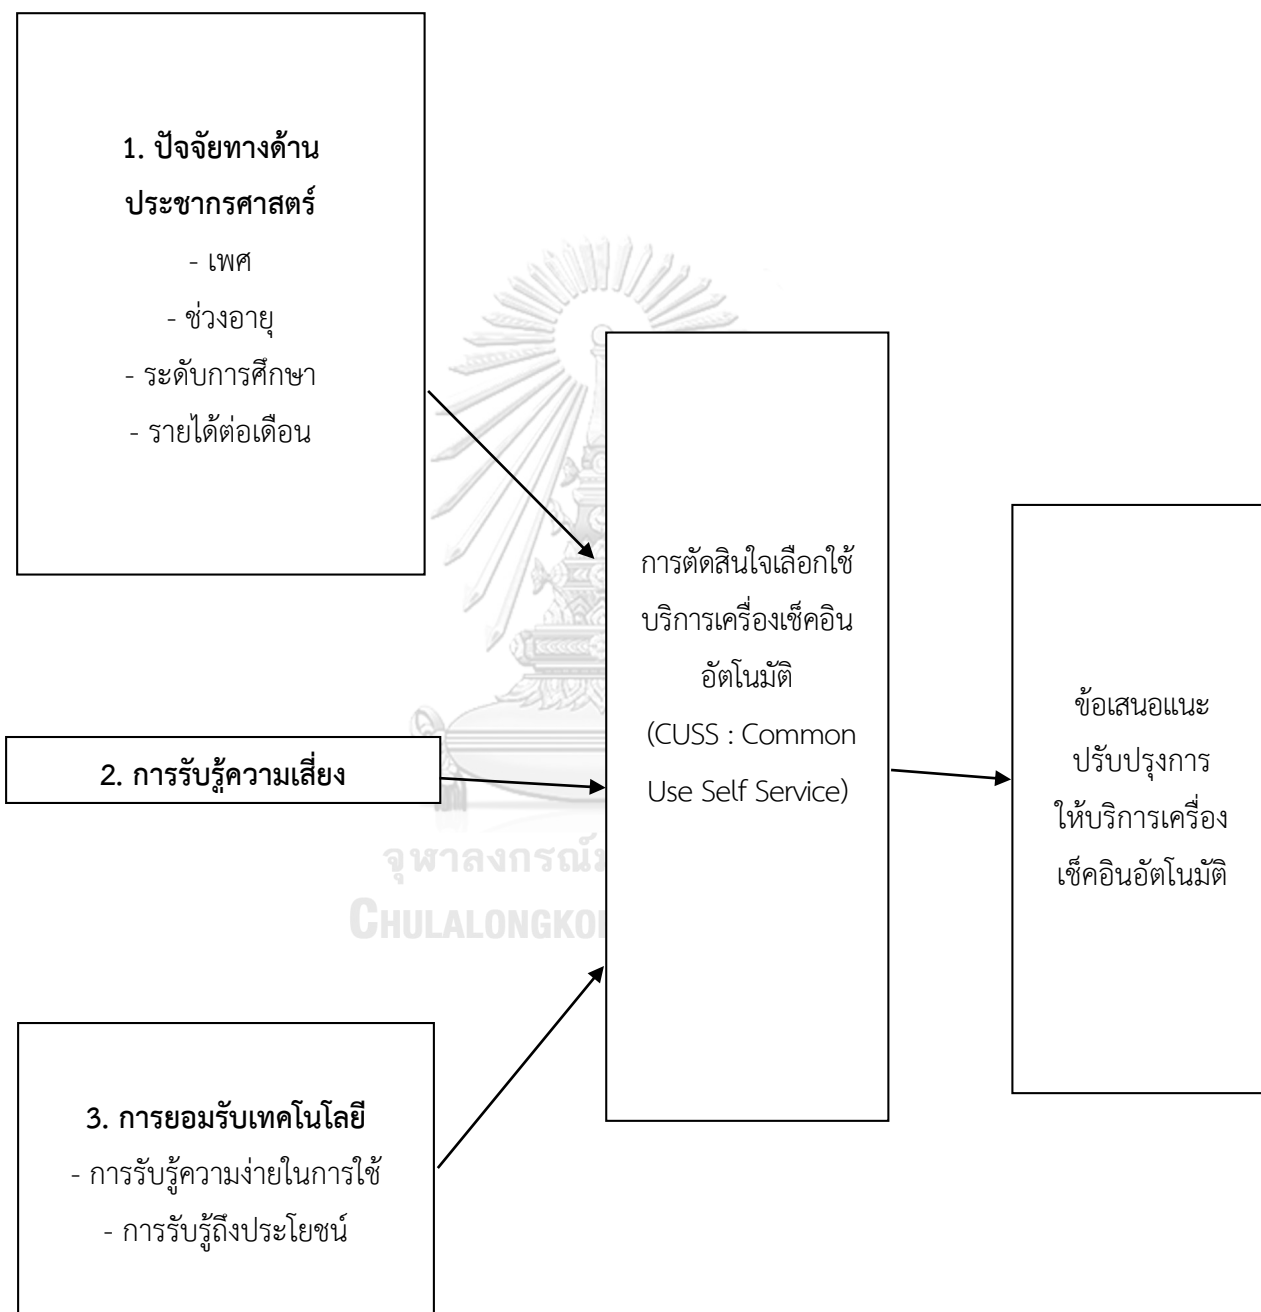 1. ปัจจัยทางด้าน
ประชากรศาสตร์
- เพศ
- ช่วงอายุ
- ระดับการศึกษา
- รายได้ต่อเดือน
2. การรับรู้ความเสี่ยง
3. การยอมรับเทคโนโลยี
- การรับรู้ความง่ายในการใช้
- การรับรู้ถึงประโยชน์
การตัดสินใจเลือกใช้
บริการเครื่องเช็คอิน
อัตโนมัติ
(CUSS : Common
Use Self Service)
ข้อเสนอแนะ
ปรับปรุงการ
ให้บริการเครื่อง
เช็คอินอัตโนมัติ
จุฬาลงกรณ์
CHULALONGKO